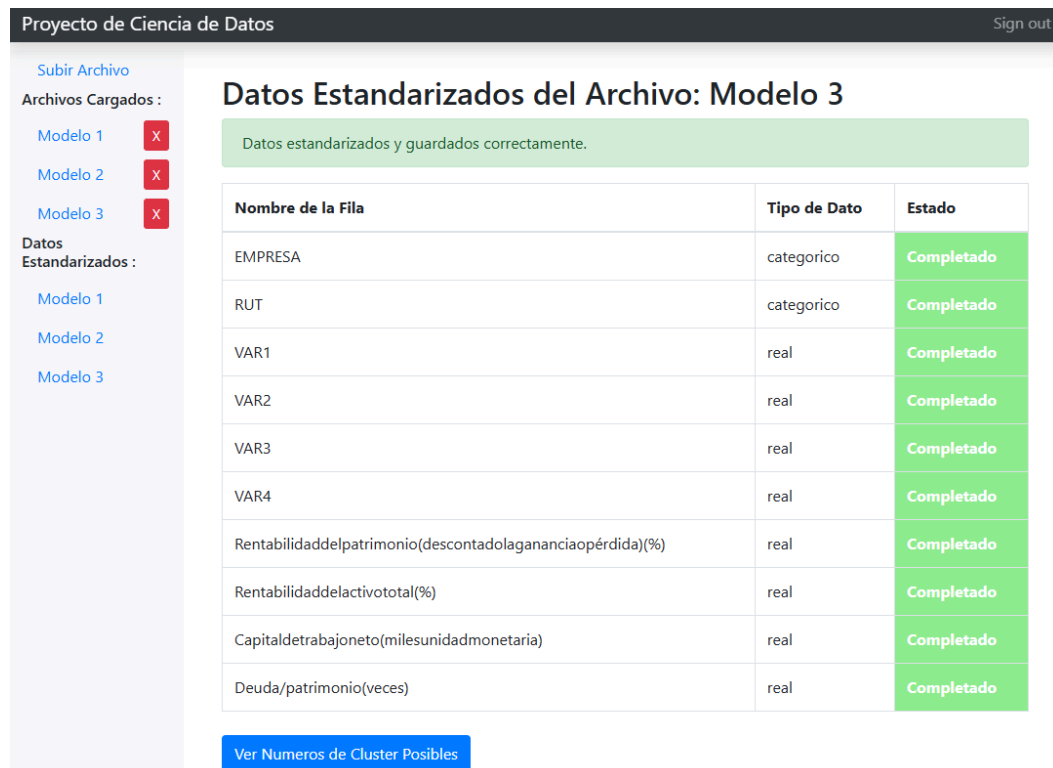 Proyecto de Ciencia de Datos
Sign out
Subir Archivo
Archivos Cargados :
Modelo 1
X
Modelo 2
X
Modelo 3
X
Datos
Estandarizados :
Modelo 1
Modelo 2
Modelo 3
Datos Estandarizados del Archivo: Modelo 3
Datos estandarizados y guardados correctamente.
Nombre de la Fila Tipo de Dato Estado
EMPRESA categorico Completado
RUT categorico Completado
VAR1 real Completado
VAR2 real Completado
VAR3 real Completado
VAR4 real Completado
Rentabilidaddelpatrimonio(descontadolagananciaopérdida)(%) real Completado
Rentabilidaddelactivototal(%) real Completado
Capitaldetrabajoneto(milesunidadmonetaria) real Completado
Deuda/patrimonio(veces) real Completado
Ver Numeros de Cluster Posibles